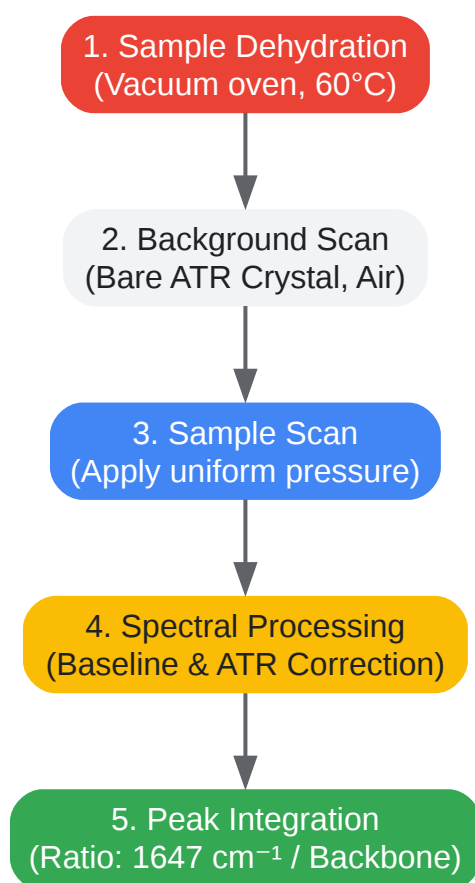 1. Sample Dehydration
(Vacuum oven, 60°C)
2. Background Scan
(Bare ATR Crystal, Air)
3. Sample Scan
(Apply uniform pressure)
4. Spectral Processing
(Baseline & ATR Correction)
5. Peak Integration
(Ratio: 1647 cm⁻¹ / Backbone)